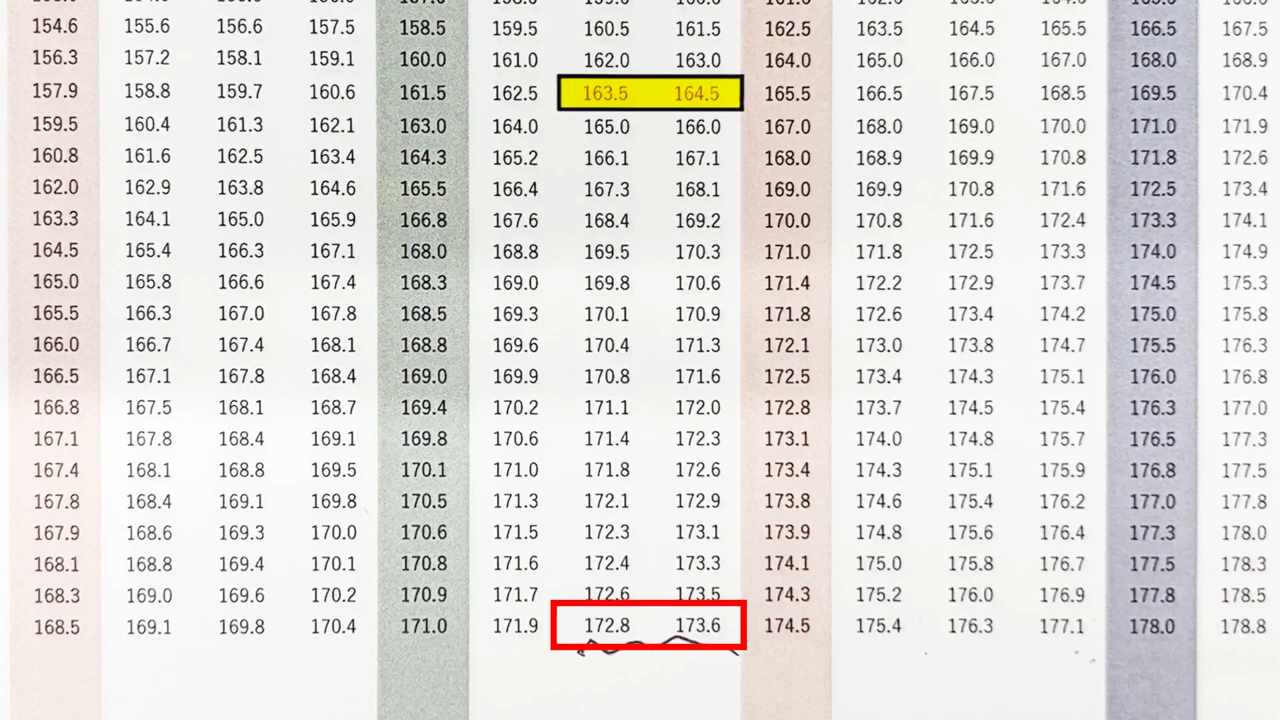 154.6 155.6 156.6 157.5 158.5 159.5 160.5 161.5 162.5 163.5 164.5 165.5 166.5 167.5
156.3 157.2 158.1 159.1 160.0 161.0 162.0 163.0 164.0 165.0 166.0 167.0 168.0 168.9
157.9 158.8 159.7 160.6 161.5 162.5 163.5 164.5 165.5 166.5 167.5 168.5 169.5 170.4
159.5 160.4 161.3 162.1 163.0 164.0 165.0 166.0 167.0 168.0 169.0 170.0 171.0 171.9
160.8 161.6 162.5 163.4 164.3 165.2 166.1 167.1 168.0 168.9 169.9 170.8 171.8 172.6
162.0 162.9 163.8 164.6 165.5 166.4 167.3 168.1 169.0 169.9 170.8 171.6 172.5 173.4
163.3 164.1 165.0 165.9 166.8 167.6 168.4 169.2 170.0 170.8 171.6 172.4 173.3 174.1
164.5 165.4 166.3 167.1 168.0 168.8 169.5 170.3 171.0 171.8 172.5 173.3 174.0 174.9
165.0 165.8 166.6 167.4 168.3 169.0 169.8 170.6 171.4 172.2 172.9 173.7 174.5 175.3
165.5 166.3 167.0 167.8 168.5 169.3 170.1 170.9 171.8 172.6 173.4 174.2 175.0 175.8
166.0 166.7 167.4 168.1 168.8 169.6 170.4 171.3 172.1 173.0 173.8 174.7 175.5 176.3
166.5 167.1 167.8 168.4 169.0 169.9 170.8 171.6 172.5 173.4 174.3 175.1 176.0 176.8
166.8 167.5 168.1 168.7 169.4 170.2 171.1 172.0 172.8 173.7 174.5 175.4 176.3 177.0
167.1 167.8 168.4 169.1 169.8 170.6 171.4 172.3 173.1 174.0 174.8 175.7 176.5 177.3
167.4 168.1 168.8 169.5 170.1 171.0 171.8 172.6 173.4 174.3 175.1 175.9 176.8 177.5
167.8 168.4 169.1 169.8 170.5 171.3 172.1 172.9 173.8 174.6 175.4 176.2 177.0 177.8
167.9 168.6 169.3 170.0 170.6 171.5 172.3 173.1 173.9 174.8 175.6 176.4 177.3 178.0
168.1 168.8 169.4 170.1 170.8 171.6 172.4 173.3 174.1 175.0 175.8 176.7 177.5 178.3
168.3 169.0 169.6 170.2 170.9 171.7 172.6 173.5 174.3 175.2 176.0 176.9 177.8 178.5
168.5 169.1 169.8 170.4 171.0 171.9 172.8 173.6 174.5 175.4 176.3 177.1 178.0 178.8